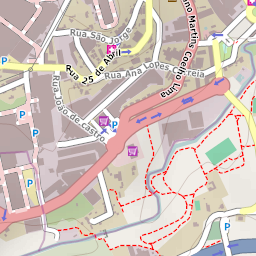 Rua São Jorge
Rua 25 de Abril
Rua Ana Lopes Correia
Martins Coelho Lima
Rua João de Castro
P
P
P
P